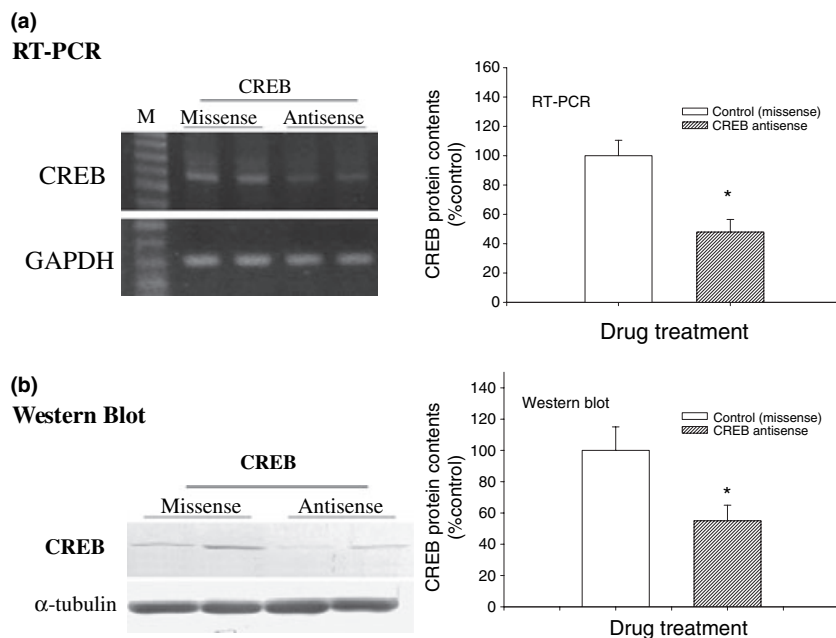 (a)
RT-PCR
CREB
M Missense Antisense
CREB
GAPDH
160
140
120
100
80
60
40
20
0
CREB protein contents
(%control)
RT-PCR
Control (missense)
CREB antisense
*
Drug treatment
(b)
Western Blot
CREB
Missense Antisense
CREB
α-tubulin
140
120
100
80
60
40
20
0
CREB protein contents
(%control)
Western blot
Control (missense)
CREB antisense
*
Drug treatment